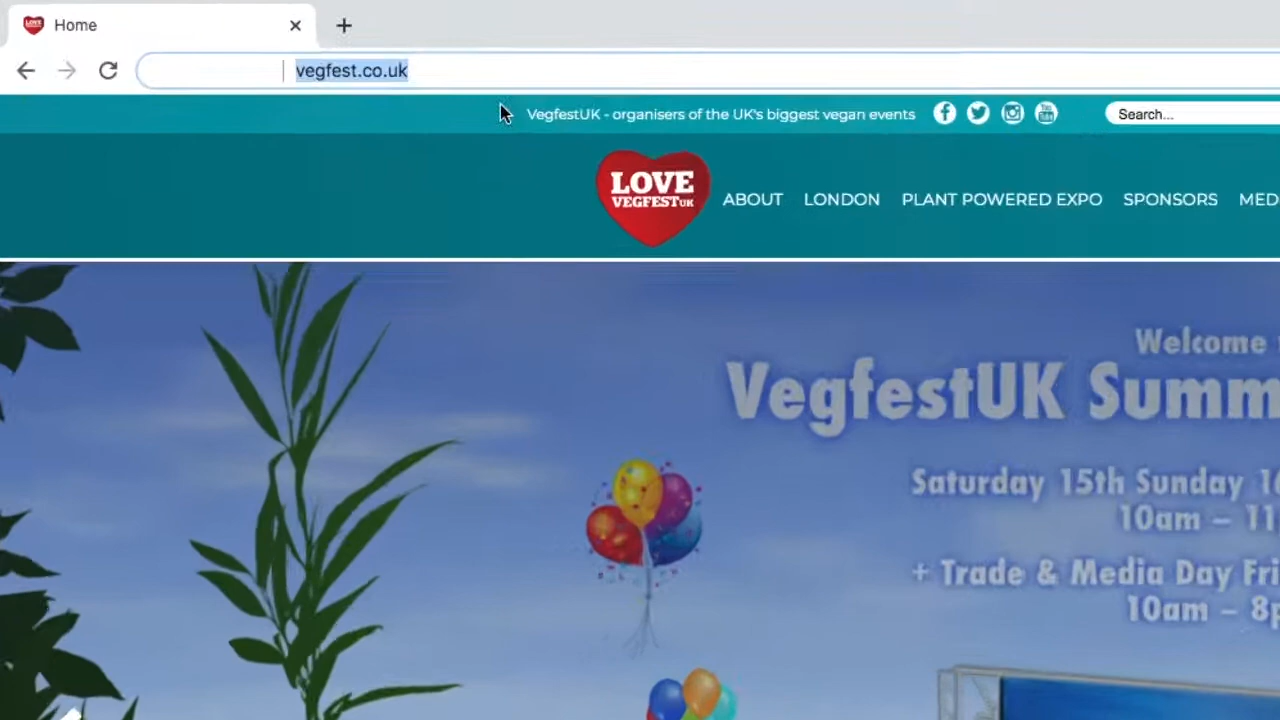 Home
vegfest.co.uk
VegfestUK - organisers of the UK's biggest vegan events
Search...
LOVE
VEGFESTUK
ABOUT LONDON PLANT POWERED EXPO SPONSORS MED
Welcome
VegfestUK Summ
Saturday 15th Sunday 16
10am – 11
+ Trade & Media Day Fri
10am – 8p